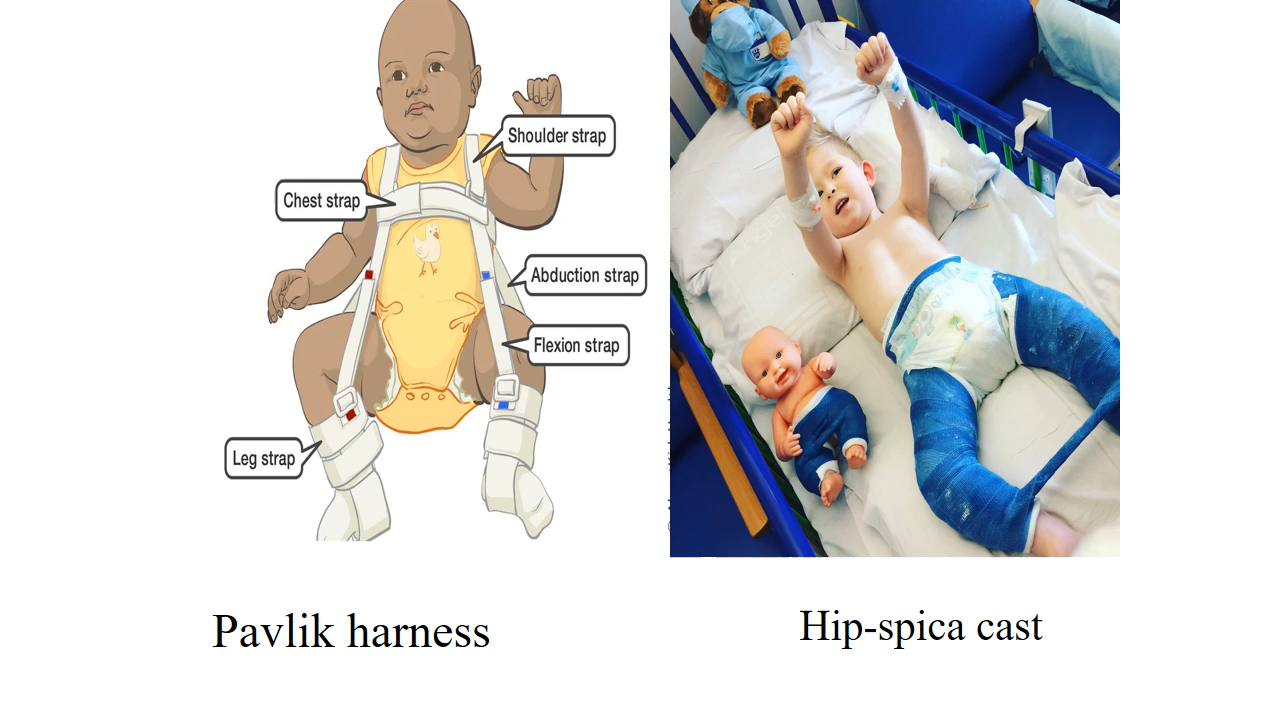 Shoulder strap
Chest strap
Abduction strap
Flexion strap
Leg strap
Pavlik harness
Hip-spica cast